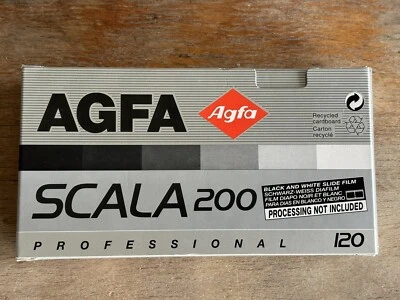 AGFA
Agfa
Recycled
cardboard
Carton
recyclé
SCALA 200
BLACK AND WHITE SLIDE FILM
SCHWARZ-WEISS DIAFILM
FILM DIAPO NOIR ET BLANC
PARA DIAS EN BLANCO Y NEGRO
PROCESSING NOT INCLUDED
PROFESSIONAL 120